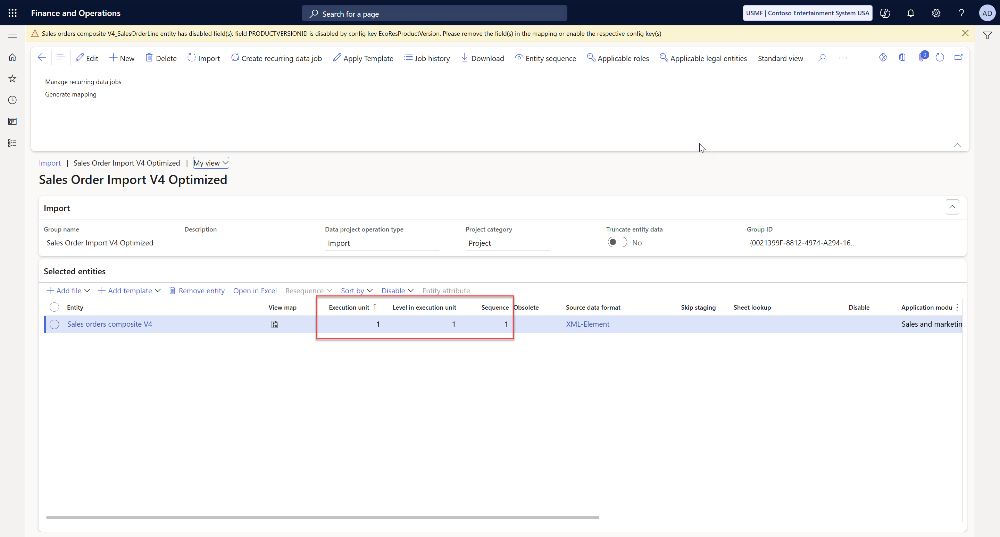 Finance and Operations
Search for a page
USMF | Contoso Entertainment System USA
AD
Sales orders composite V4_SalesOrderLine entity has disabled field(s): field PRODUCTVERSIONID is disabled by config key EcoResProductVersion. Please remove the field(s) in the mapping or enable the respective config key(s)
Edit New Delete Import Create recurring data job Apply Template Job history Download Entity sequence Applicable roles Applicable legal entities Standard view ... 0
Manage recurring data jobs
Generate mapping
Import | Sales Order Import V4 Optimized | My view
Sales Order Import V4 Optimized
Import
Group name Description Data project operation type Project category Truncate entity data Group ID
Sales Order Import V4 Optimized Import Project No {0021399F-8812-4974-A294-16...
Selected entities
Add file Add template Remove entity Open in Excel Resequence Sort by Disable Entity attribute
Entity View map Execution unit Level in execution unit Sequence Obsolete Source data format Skip staging Sheet lookup Disable Application modu
Sales orders composite V4 1 1 1 XML-Element Sales and marketin